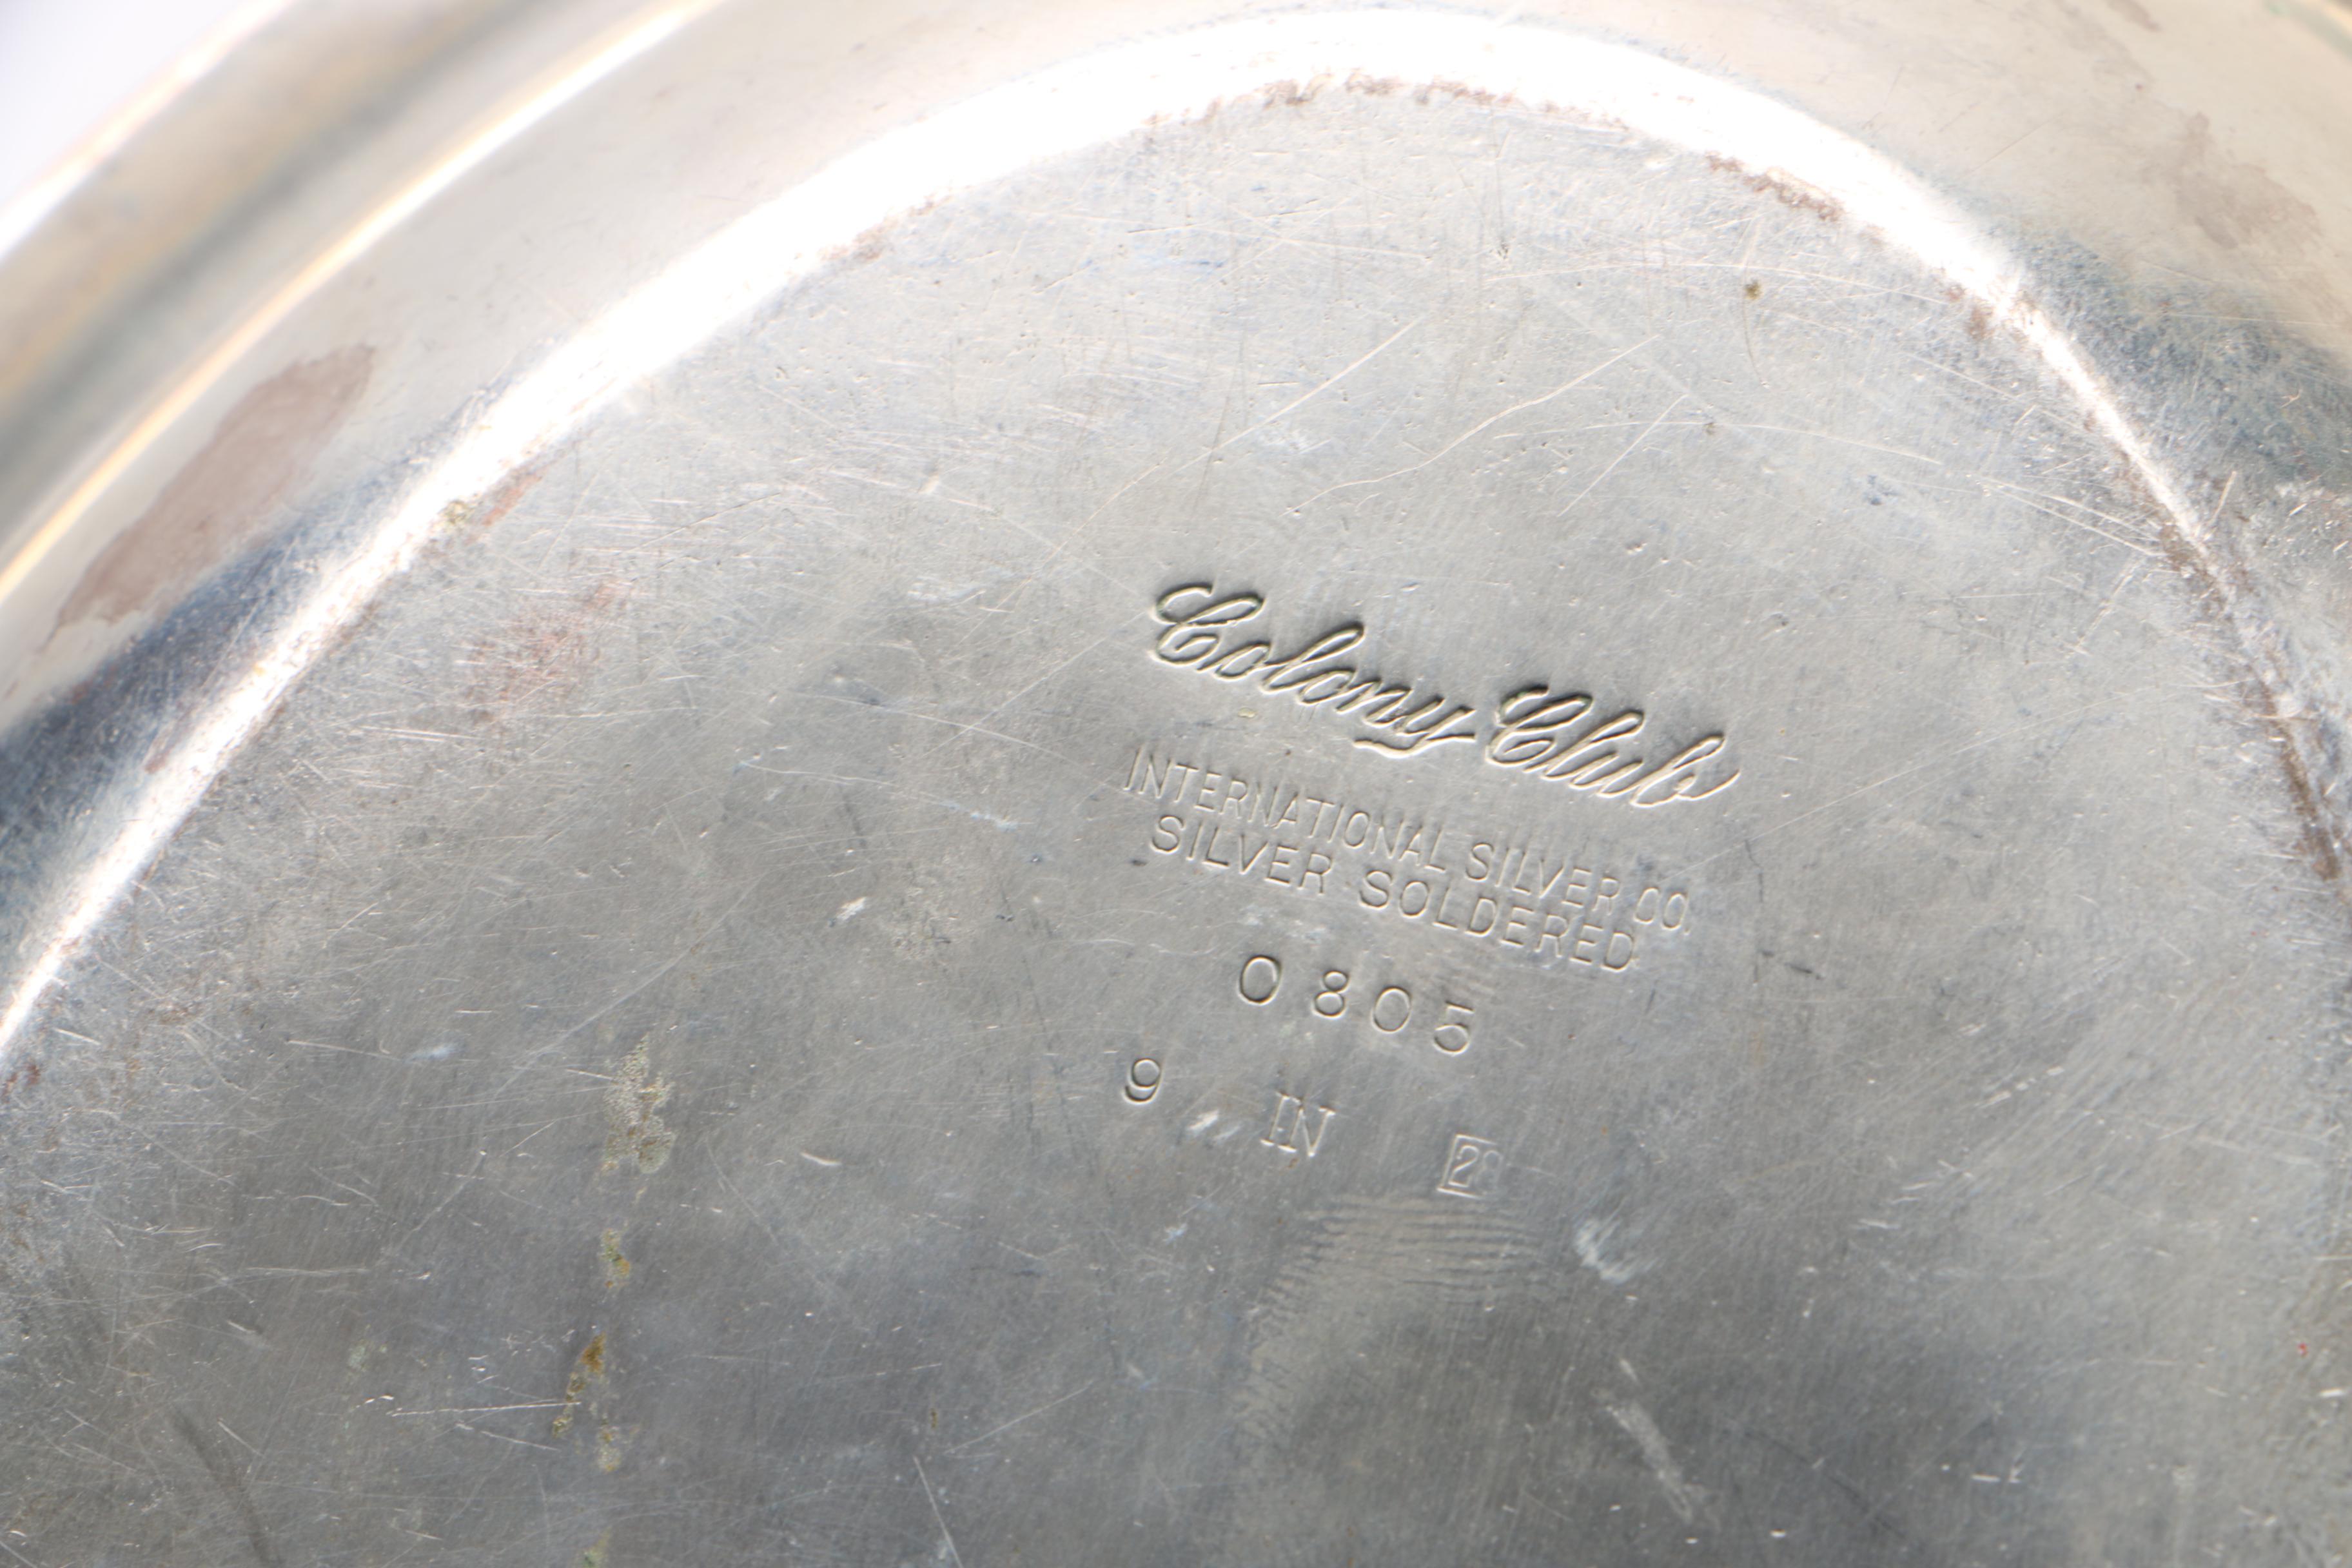 Colony Club
INTERNATIONAL SILVER CO.
SILVER SOLDERED
0805
9 IN